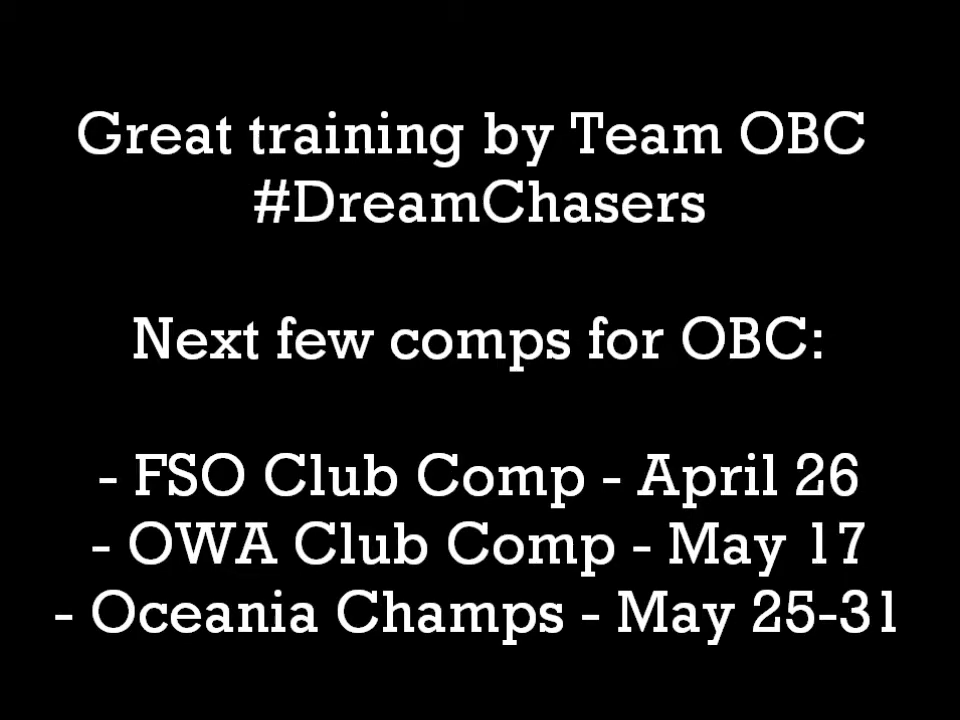 Great training by Team OBC
#DreamChasers
Next few comps for OBC:
- FSO Club Comp - April 26
- OWA Club Comp - May 17
- Oceania Champs - May 25-31